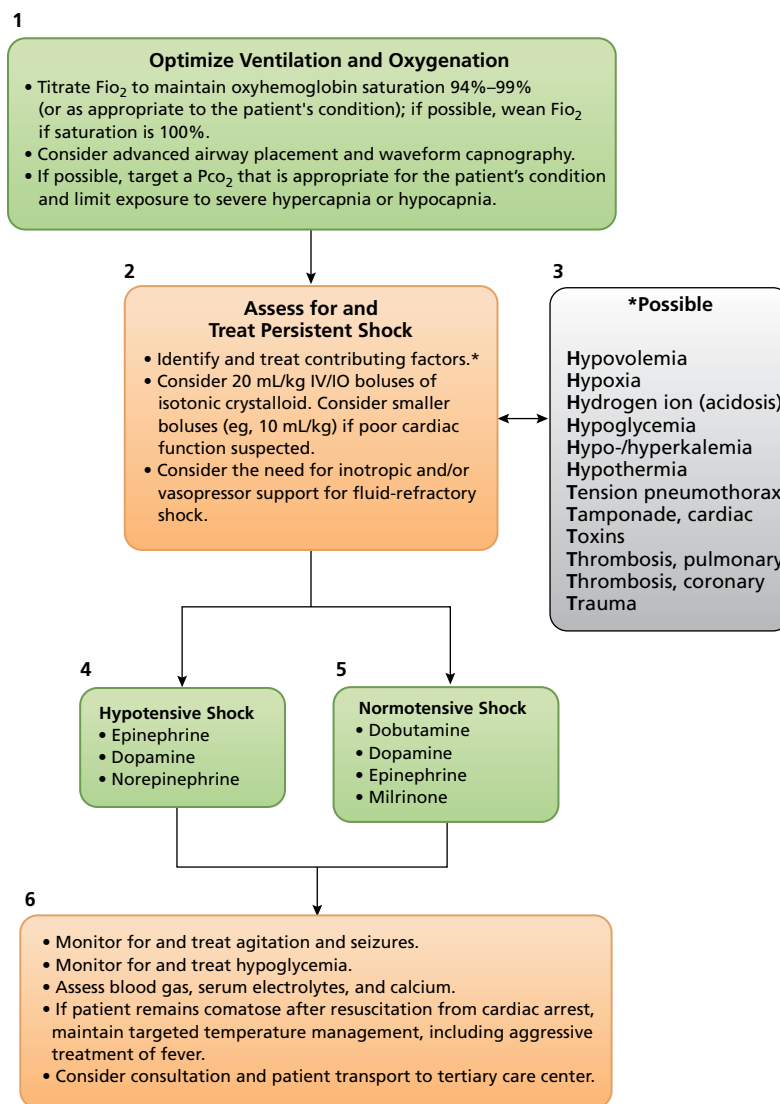 1
Optimize Ventilation and Oxygenation
• Titrate Fio₂ to maintain oxyhemoglobin saturation 94%–99%
(or as appropriate to the patient's condition); if possible, wean Fio₂
if saturation is 100%.
• Consider advanced airway placement and waveform capnography.
• If possible, target a Pco₂ that is appropriate for the patient’s condition
and limit exposure to severe hypercapnia or hypocapnia.
2
Assess for and
Treat Persistent Shock
• Identify and treat contributing factors.*
• Consider 20 mL/kg IV/IO boluses of
isotonic crystalloid. Consider smaller
boluses (eg, 10 mL/kg) if poor cardiac
function suspected.
• Consider the need for inotropic and/or
vasopressor support for fluid-refractory
shock.
3
*Possible
Hypovolemia
Hypoxia
Hydrogen ion (acidosis)
Hypoglycemia
Hypo-/hyperkalemia
Hypothermia
Tension pneumothorax
Tamponade, cardiac
Toxins
Thrombosis, pulmonary
Thrombosis, coronary
Trauma
4
Hypotensive Shock
• Epinephrine
• Dopamine
• Norepinephrine
5
Normotensive Shock
• Dobutamine
• Dopamine
• Epinephrine
• Milrinone
6
• Monitor for and treat agitation and seizures.
• Monitor for and treat hypoglycemia.
• Assess blood gas, serum electrolytes, and calcium.
• If patient remains comatose after resuscitation from cardiac arrest,
maintain targeted temperature management, including aggressive
treatment of fever.
• Consider consultation and patient transport to tertiary care center.